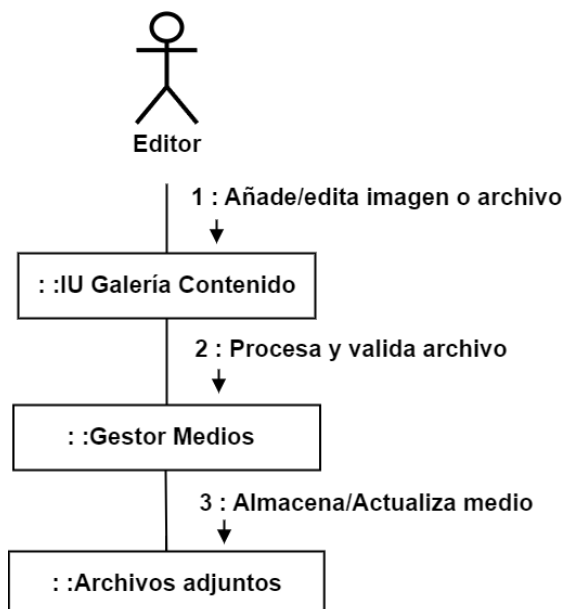 Editor
1 : Añade/edita imagen o archivo
: :IU Galería Contenido
2 : Procesa y valida archivo
: :Gestor Medios
3 : Almacena/Actualiza medio
: :Archivos adjuntos